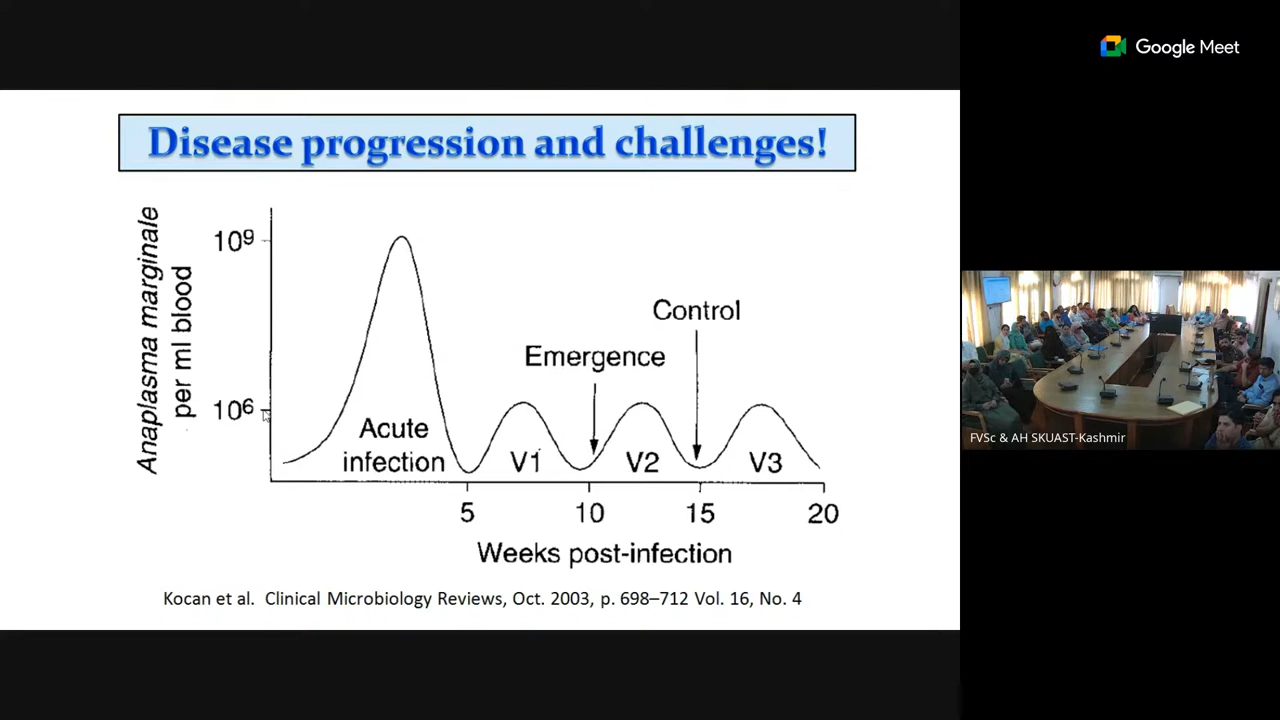 Google Meet
Disease progression and challenges!
Anaplasma marginale
per ml blood
10⁹
10⁶
Control
Emergence
Acute
infection
V1
V2
V3
5
10
15
20
Weeks post-infection
Kocan et al. Clinical Microbiology Reviews, Oct. 2003, p. 698–712 Vol. 16, No. 4
FVSc & AH SKUAST-Kashmir